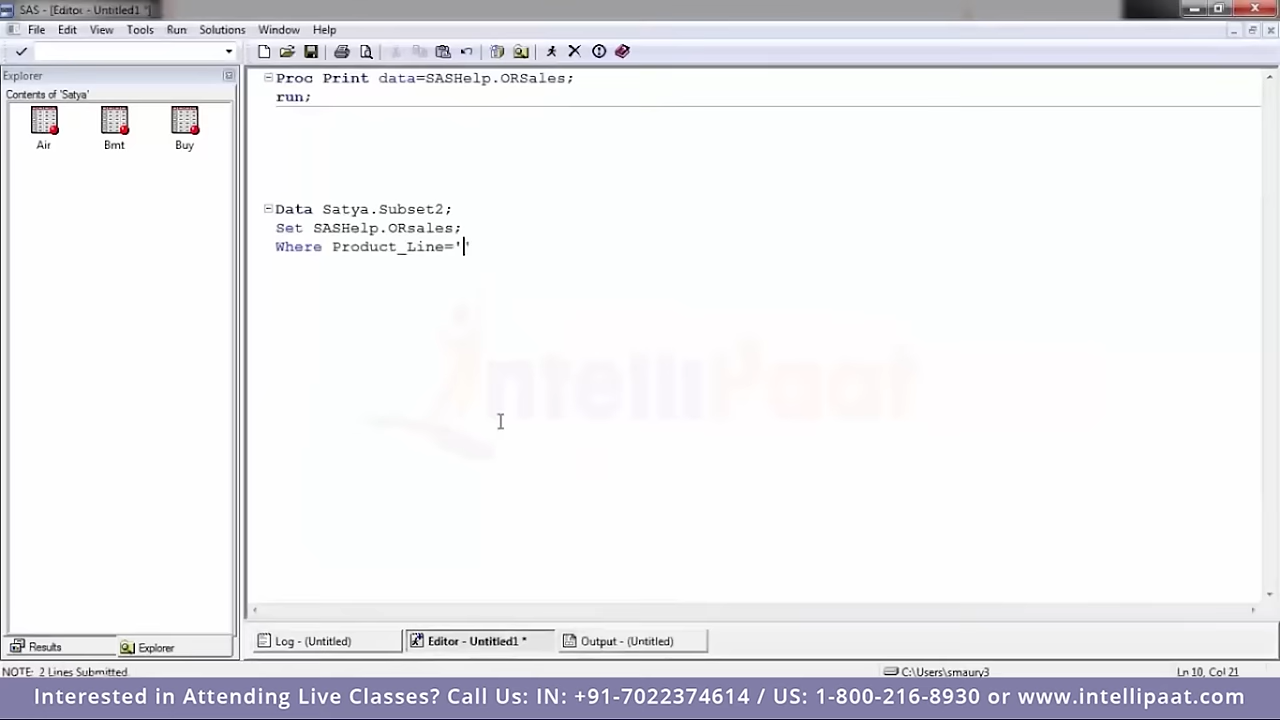 SAS - [Editor - Untitled1 *]
File Edit View Tools Run Solutions Window Help
Explorer
Contents of 'Satya'
Air Bmt Buy
Proc Print data=SASHelp.ORSales;
run;
Data Satya.Subset2;
Set SASHelp.ORsales;
Where Product_Line=''
IntelliPaat
Results Explorer
Log - (Untitled) Editor - Untitled1 * Output - (Untitled)
NOTE: 2 Lines Submitted. C:\Users\smaury3 Ln 10, Col 21
Interested in Attending Live Classes? Call Us: IN: +91-7022374614 / US: 1-800-216-8930 or www.intellipaat.com